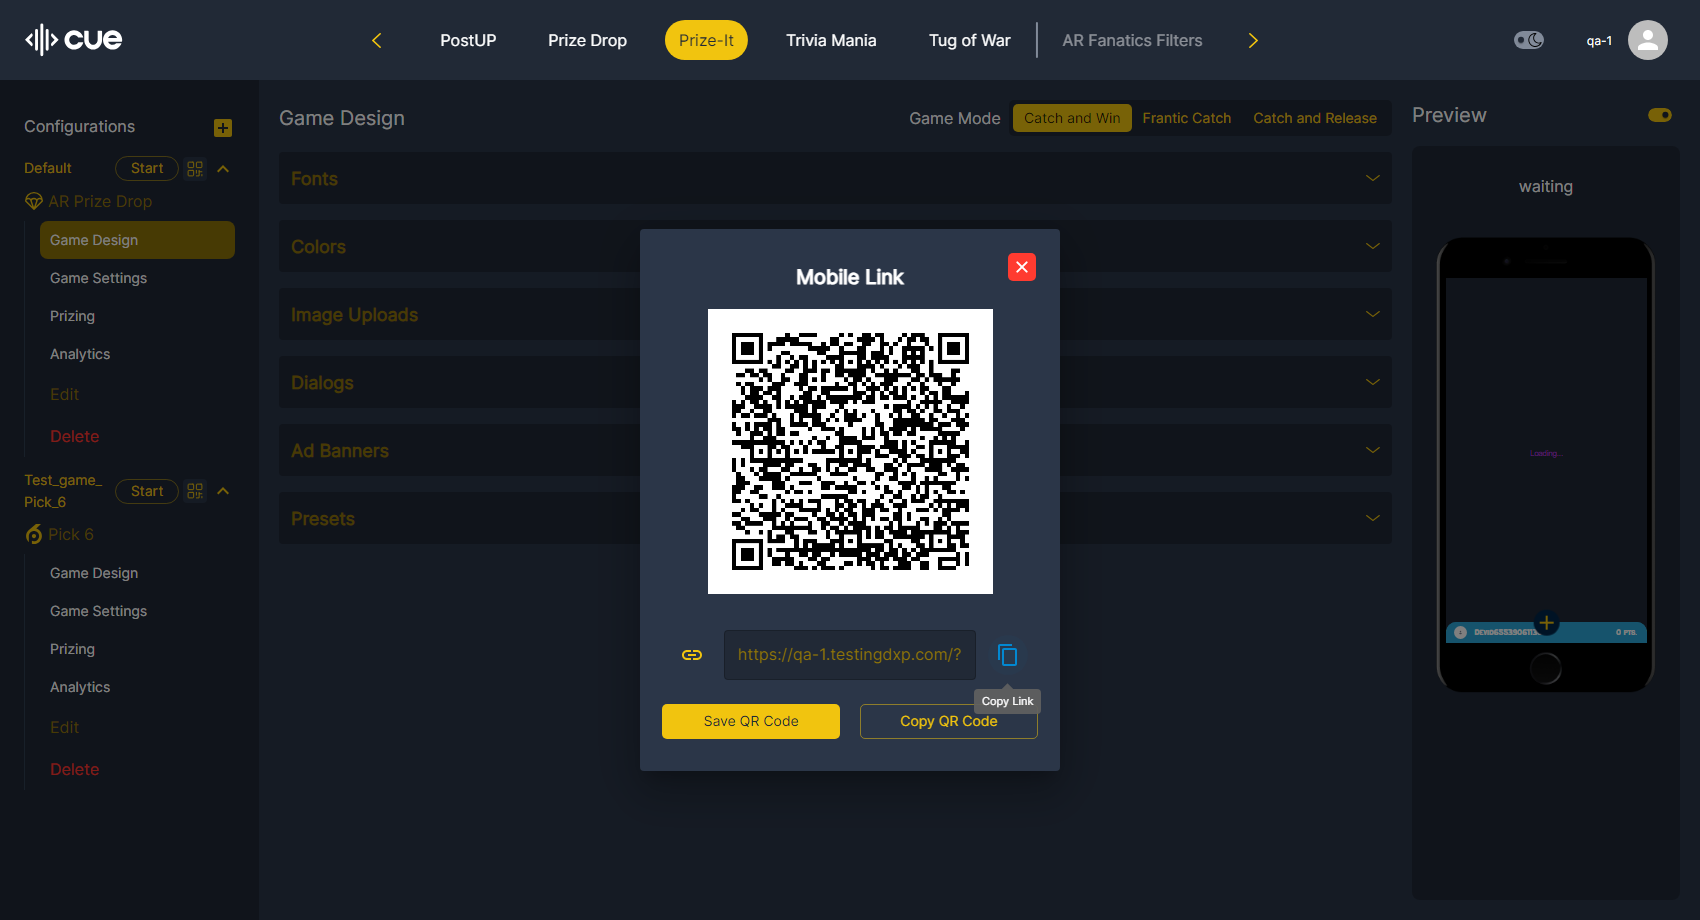 cue
PostUP
Prize Drop
Prize-It
Trivia Mania
Tug of War
AR Fanatics Filters
qa-1
Configurations
Default
Start
AR Prize Drop
Game Design
Game Settings
Prizing
Analytics
Edit
Delete
Test_game_
Pick_6
Start
Pick 6
Game Design
Game Settings
Prizing
Analytics
Edit
Delete
Game Design
Game Mode
Catch and Win
Frantic Catch
Catch and Release
Fonts
Colors
Image Uploads
Dialogs
Ad Banners
Presets
Mobile Link
https://qa-1.testingdxp.com/?
Copy Link
Save QR Code
Copy QR Code
Preview
waiting
Loading...
0 PTS.